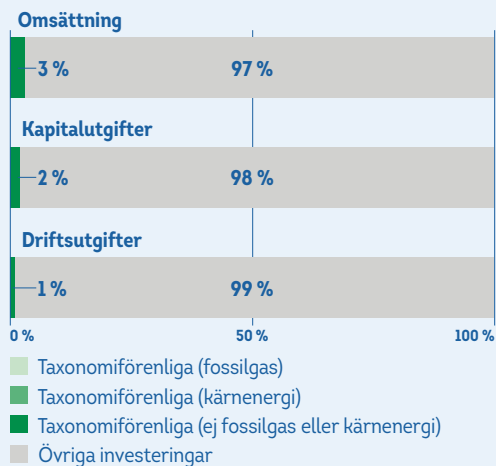 Omsättning
3 % 97 %
Kapitalutgifter
2 % 98 %
Driftsutgifter
1 % 99 %
0 % 50 % 100 %
Taxonomiförenliga (fossilgas)
Taxonomiförenliga (kärnenergi)
Taxonomiförenliga (ej fossilgas eller kärnenergi)
Övriga investeringar